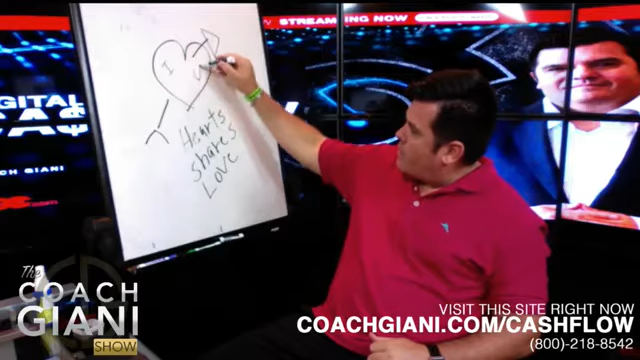 STREAMING NOW
DIGITAL
CAS
COACH GIANI
I
Hearts
shares
Love
The
COACH
GIANI
SHOW
VISIT THIS SITE RIGHT NOW
COACHGIANI.COM/CASHFLOW
(800)-218-8542